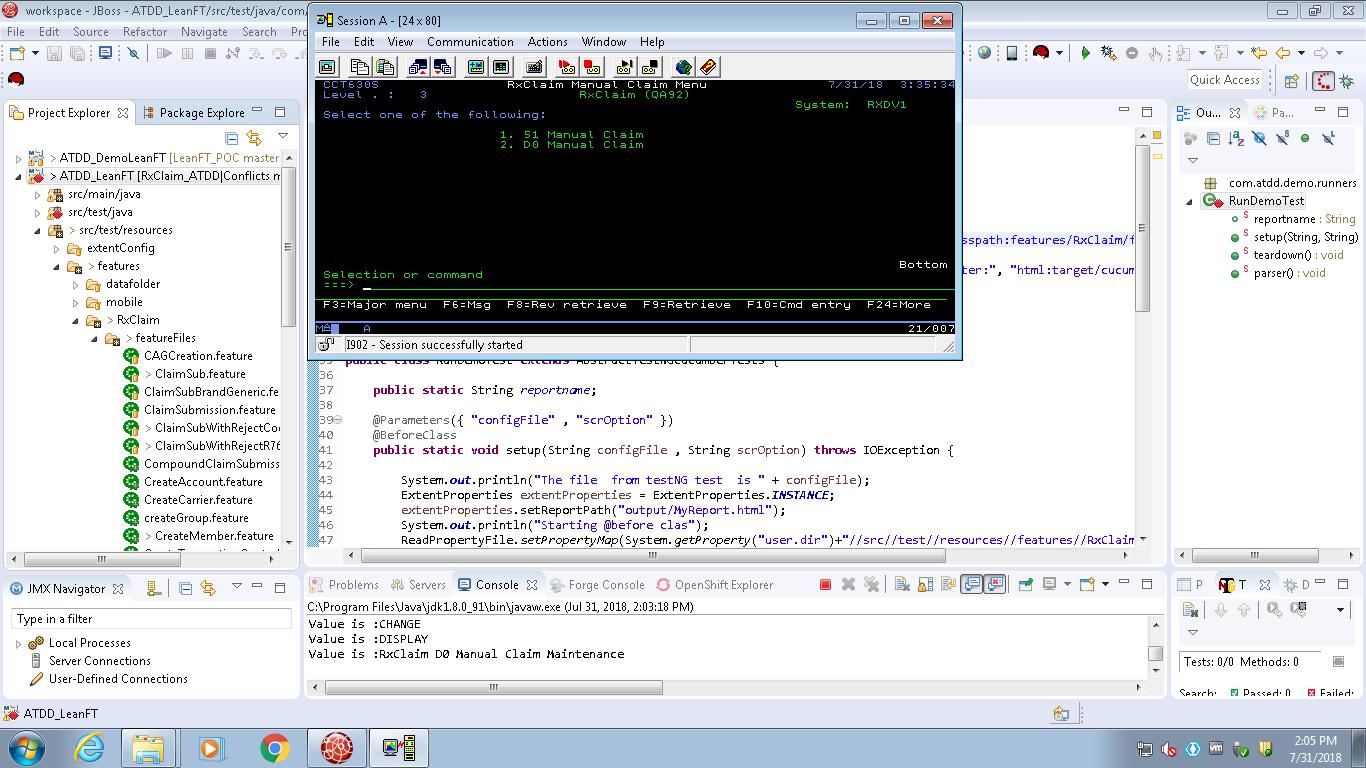 workspace - JBoss - ATDD_LeanFT/src/test/java/com/
File Edit Source Refactor Navigate Search
Quick Access
Session A - [24 x 80]
File Edit View Communication Actions Window Help
CCT630S RxClaim Manual Claim Menu 7/31/18 3:35:34
Level . : 3 RxClaim (QA92)
System: RXDV1
Select one of the following:
1. 51 Manual Claim
2. D0 Manual Claim
Bottom
Selection or command
===>
F3=Major menu F6=Msg F8=Rev retrieve F9=Retrieve F10=Cmd entry F24=More
MA A 21/007
I902 - Session successfully started
Project Explorer Package Explore
> ATDD_DemoLeanFT [LeanFT_POC master
> ATDD_LeanFT [RxClaim_ATDD|Conflicts m
src/main/java
src/test/java
> src/test/resources
extentConfig
> features
datafolder
mobile
> RxClaim
> featureFiles
CAGCreation.feature
> ClaimSub.feature
ClaimSubBrandGeneric.fe
ClaimSubmission.feature
> ClaimSubWithRejectCo
> ClaimSubWithRejectR76
CompoundClaimSubmiss
CreateAccount.feature
CreateCarrier.feature
createGroup.feature
> CreateMember.feature
sspath:features/RxClaim/f
ter:", "html:target/cucum
36
37 public static String reportname;
38
39 @Parameters({ "configFile" , "scrOption" })
40 @BeforeClass
41 public static void setup(String configFile , String scrOption) throws IOException {
42
43 System.out.println("The file from testNG test is " + configFile);
44 ExtentProperties extentProperties = ExtentProperties.INSTANCE;
45 extentProperties.setReportPath("output/MyReport.html");
46 System.out.println("Starting @before clas");
47 ReadPropertyFile.setPropertyMap(System.getProperty("user.dir")+"//src//test//resources//features//RxClaim
Ou... Pa...
com.atdd.demo.runners
RunDemoTest
reportname : String
setup(String, String)
teardown() : void
parser() : void
JMX Navigator
Type in a filter
Local Processes
Server Connections
User-Defined Connections
Problems Servers Console Forge Console OpenShift Explorer
C:\Program Files\Java\jdk1.8.0_91\bin\javaw.exe (Jul 31, 2018, 2:03:18 PM)
Value is :CHANGE
Value is :DISPLAY
Value is :RxClaim D0 Manual Claim Maintenance
P T D
Tests: 0/0 Methods: 0
Search: Passed: 0 Failed:
ATDD_LeanFT
2:05 PM
7/31/2018